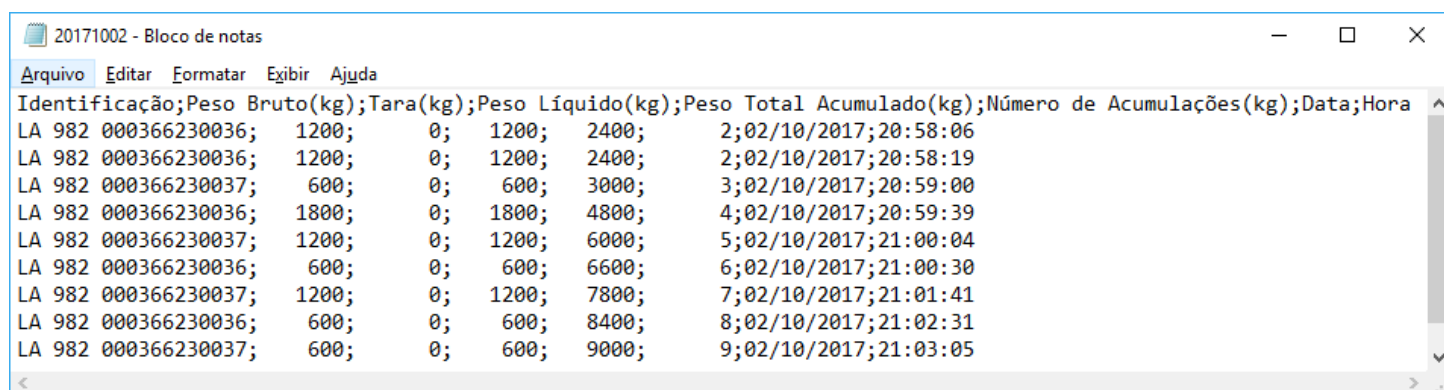 20171002 - Bloco de notas
Arquivo Editar Formatar Exibir Ajuda
Identificação;Peso Bruto(kg);Tara(kg);Peso Líquido(kg);Peso Total Acumulado(kg);Número de Acumulações(kg);Data;Hora
LA 982 000366230036;   1200;      0;   1200;   2400;      2;02/10/2017;20:58:06
LA 982 000366230036;   1200;      0;   1200;   2400;      2;02/10/2017;20:58:19
LA 982 000366230037;    600;      0;    600;   3000;      3;02/10/2017;20:59:00
LA 982 000366230036;   1800;      0;   1800;   4800;      4;02/10/2017;20:59:39
LA 982 000366230037;   1200;      0;   1200;   6000;      5;02/10/2017;21:00:04
LA 982 000366230036;    600;      0;    600;   6600;      6;02/10/2017;21:00:30
LA 982 000366230037;   1200;      0;   1200;   7800;      7;02/10/2017;21:01:41
LA 982 000366230036;    600;      0;    600;   8400;      8;02/10/2017;21:02:31
LA 982 000366230037;    600;      0;    600;   9000;      9;02/10/2017;21:03:05